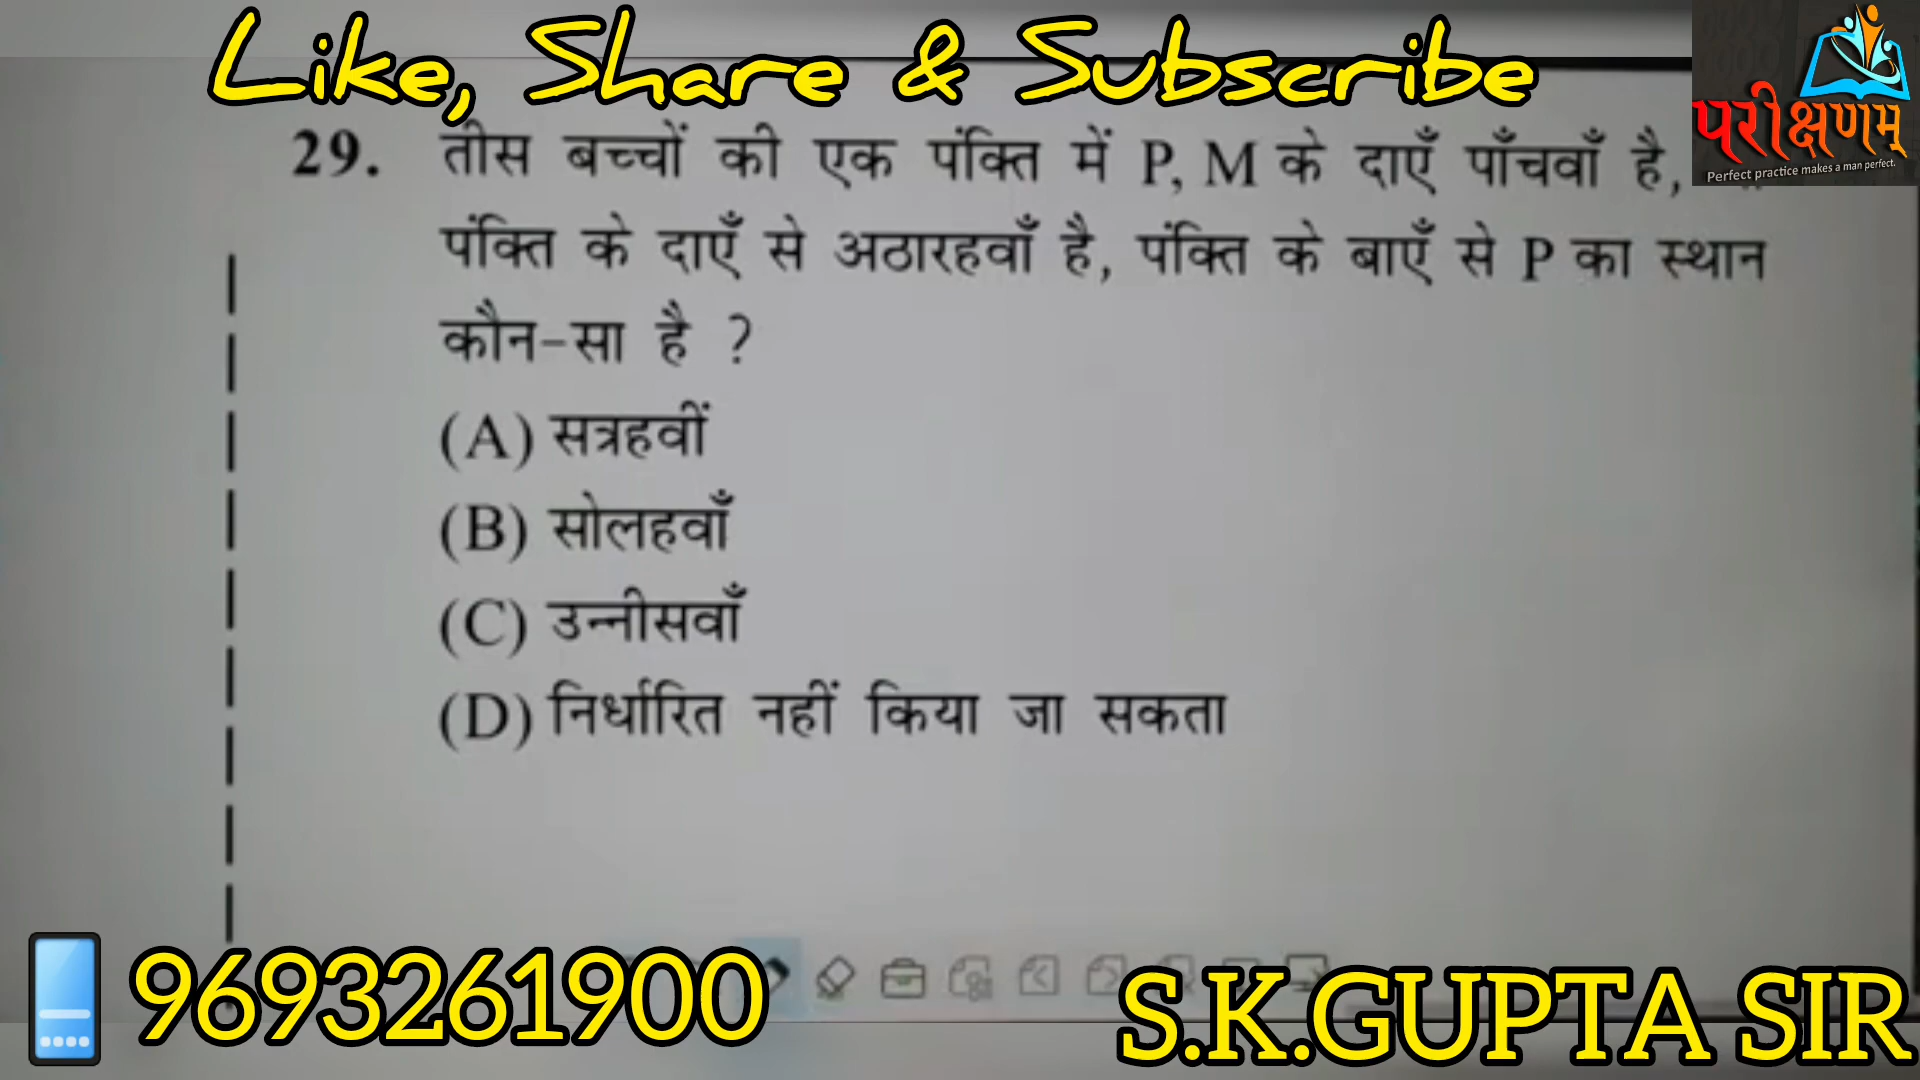 Like, Share & Subscribe
परीक्षणम्
Perfect practice makes a man perfect.
29. तीस बच्चों की एक पंक्ति में P, M के दाएँ पाँचवाँ है,
पंक्ति के दाएँ से अठारहवाँ है, पंक्ति के बाएँ से P का स्थान
कौन-सा है ?
(A) सत्रहवीं
(B) सोलहवाँ
(C) उन्नीसवाँ
(D) निर्धारित नहीं किया जा सकता
9693261900
S.K.GUPTA SIR